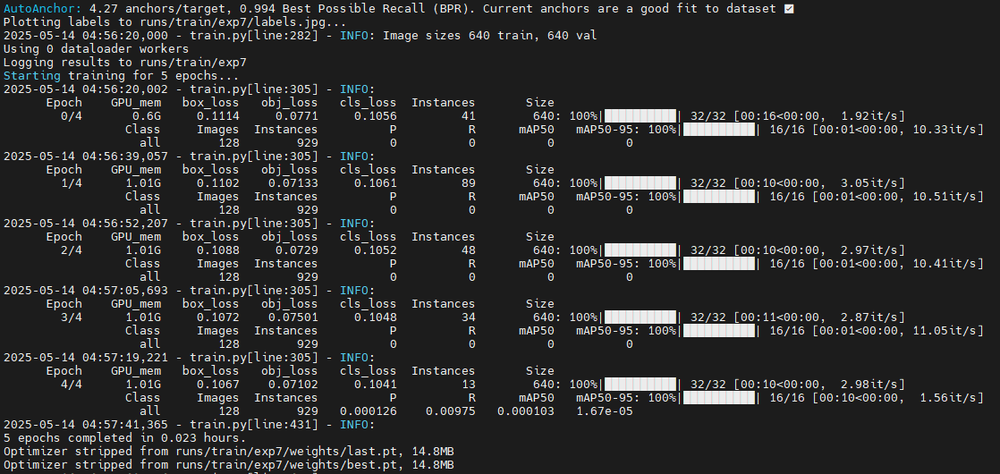 AutoAnchor: 4.27 anchors/target, 0.994 Best Possible Recall (BPR). Current anchors are a good fit to dataset ✅
Plotting labels to runs/train/exp7/labels.jpg...
2025-05-14 04:56:20,000 - train.py[line:282] - INFO: Image sizes 640 train, 640 val
Using 0 dataloader workers
Logging results to runs/train/exp7
Starting training for 5 epochs...
2025-05-14 04:56:20,002 - train.py[line:305] - INFO:
Epoch GPU_mem box_loss obj_loss cls_loss Instances Size
0/4 0.6G 0.1114 0.0771 0.1056 41 640: 100%|██████████| 32/32 [00:16<00:00, 1.92it/s]
Class Images Instances P R mAP50 mAP50-95: 100%|██████████| 16/16 [00:01<00:00, 10.33it/s]
all 128 929 0 0 0 0
2025-05-14 04:56:39,057 - train.py[line:305] - INFO:
Epoch GPU_mem box_loss obj_loss cls_loss Instances Size
1/4 1.01G 0.1102 0.07133 0.1061 89 640: 100%|██████████| 32/32 [00:10<00:00, 3.05it/s]
Class Images Instances P R mAP50 mAP50-95: 100%|██████████| 16/16 [00:01<00:00, 10.51it/s]
all 128 929 0 0 0 0
2025-05-14 04:56:52,207 - train.py[line:305] - INFO:
Epoch GPU_mem box_loss obj_loss cls_loss Instances Size
2/4 1.01G 0.1088 0.0729 0.1052 48 640: 100%|██████████| 32/32 [00:10<00:00, 2.97it/s]
Class Images Instances P R mAP50 mAP50-95: 100%|██████████| 16/16 [00:01<00:00, 10.41it/s]
all 128 929 0 0 0 0
2025-05-14 04:57:05,693 - train.py[line:305] - INFO:
Epoch GPU_mem box_loss obj_loss cls_loss Instances Size
3/4 1.01G 0.1072 0.07501 0.1048 34 640: 100%|██████████| 32/32 [00:11<00:00, 2.87it/s]
Class Images Instances P R mAP50 mAP50-95: 100%|██████████| 16/16 [00:01<00:00, 11.05it/s]
all 128 929 0 0 0 0
2025-05-14 04:57:19,221 - train.py[line:305] - INFO:
Epoch GPU_mem box_loss obj_loss cls_loss Instances Size
4/4 1.01G 0.1067 0.07102 0.1041 13 640: 100%|██████████| 32/32 [00:10<00:00, 2.98it/s]
Class Images Instances P R mAP50 mAP50-95: 100%|██████████| 16/16 [00:10<00:00, 1.56it/s]
all 128 929 0.000126 0.00975 0.000103 1.67e-05
2025-05-14 04:57:41,365 - train.py[line:431] - INFO:
5 epochs completed in 0.023 hours.
Optimizer stripped from runs/train/exp7/weights/last.pt, 14.8MB
Optimizer stripped from runs/train/exp7/weights/best.pt, 14.8MB